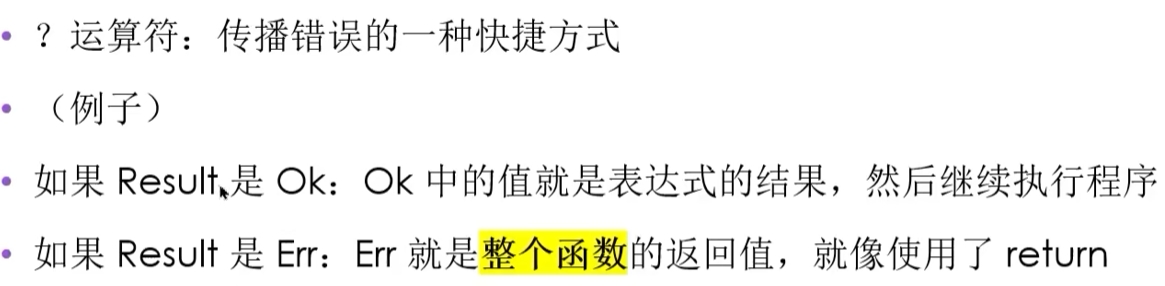 • ？运算符：传播错误的一种快捷方式
• （例子）
• 如果 Result 是 Ok：Ok 中的值就是表达式的结果，然后继续执行程序
• 如果 Result 是 Err：Err 就是整个函数的返回值，就像使用了 return